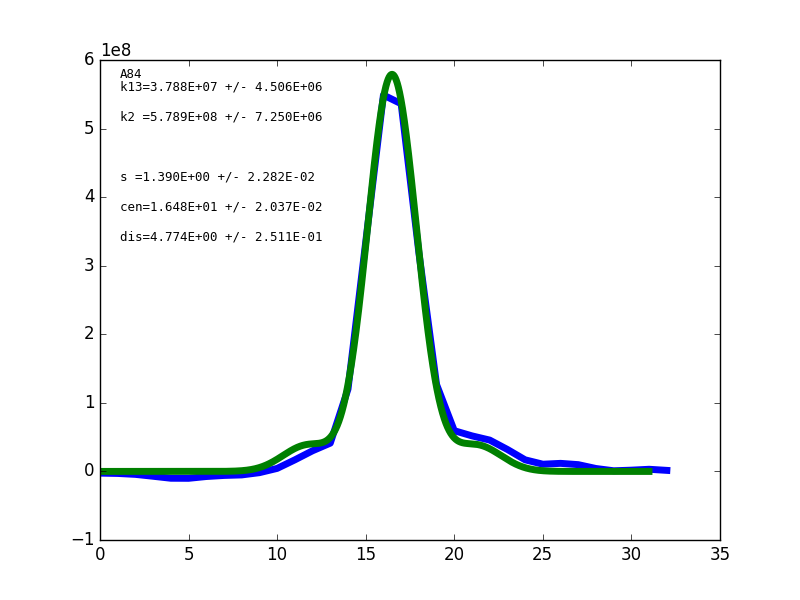 1e8
A84
k13=3.788E+07 +/- 4.506E+06
k2 =5.789E+08 +/- 7.250E+06
s =1.390E+00 +/- 2.282E-02
cen=1.648E+01 +/- 2.037E-02
dis=4.774E+00 +/- 2.511E-01
6
5
4
3
2
1
0
−1
0 5 10 15 20 25 30 35